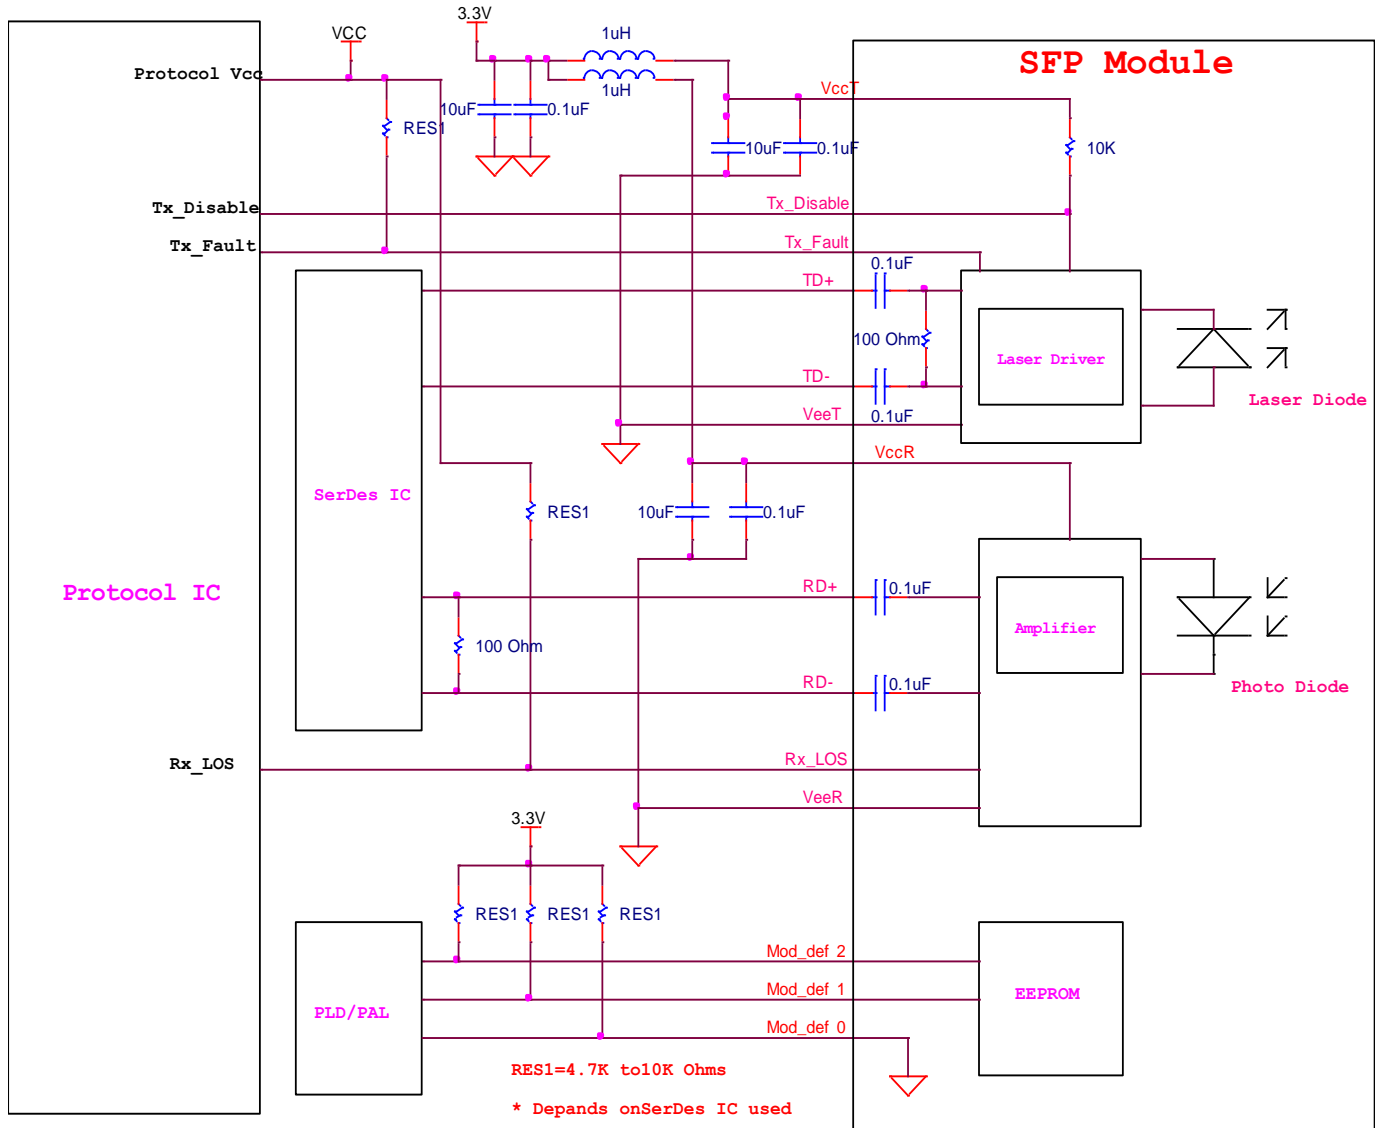 3.3V
VCC
1uH
SFP Module
Protocol Vcc
1uH
VccT
10uF
0.1uF
RES1
10uF
0.1uF
10K
Tx_Disable
Tx_Disable
Tx_Fault
Tx_Fault
0.1uF
TD+
100 Ohm
Laser Driver
TD-
Laser Diode
VeeT
0.1uF
VccR
SerDes IC
RES1
10uF
0.1uF
Protocol IC
RD+
0.1uF
Amplifier
100 Ohm
RD-
0.1uF
Photo Diode
Rx_LOS
Rx_LOS
VeeR
3.3V
RES1
RES1
RES1
Mod_def 2
Mod_def 1
EEPROM
PLD/PAL
Mod_def 0
RES1=4.7K to10K Ohms
* Depands onSerDes IC used